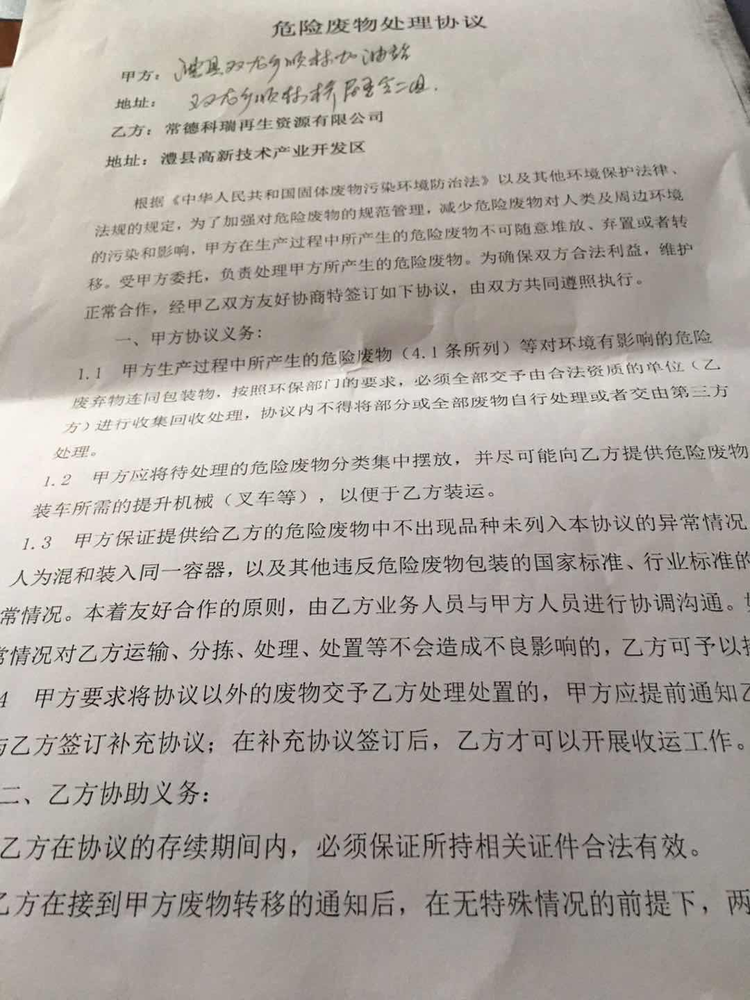 危险废物处理协议
甲方：澧县双龙乡顺林加油站
地址：双龙乡顺林桥居委会二组.
乙方：常德科瑞再生资源有限公司
地址：澧县高新技术产业开发区
根据《中华人民共和国固体废物污染环境防治法》以及其他环境保护法律、
法规的规定，为了加强对危险废物的规范管理，减少危险废物对人类及周边环境
的污染和影响，甲方在生产过程中所产生的危险废物不可随意堆放、弃置或者转
移。受甲方委托，负责处理甲方所产生的危险废物。为确保双方合法利益，维护
正常合作，经甲乙双方友好协商特签订如下协议，由双方共同遵照执行。
一、甲方协议义务：
1.1 甲方生产过程中所产生的危险废物（4.1条所列）等对环境有影响的危险
废弃物连同包装物，按照环保部门的要求，必须全部交予由合法资质的单位（乙
方）进行收集回收处理，协议内不得将部分或全部废物自行处理或者交由第三方
处理。
1.2 甲方应将待处理的危险废物分类集中摆放，并尽可能向乙方提供危险废物
装车所需的提升机械（叉车等），以便于乙方装运。
1.3 甲方保证提供给乙方的危险废物中不出现品种未列入本协议的异常情况
人为混和装入同一容器，以及其他违反危险废物包装的国家标准、行业标准的
常情况。本着友好合作的原则，由乙方业务人员与甲方人员进行协调沟通。
常情况对乙方运输、分拣、处理、处置等不会造成不良影响的，乙方可予以
4 甲方要求将协议以外的废物交予乙方处理处置的，甲方应提前通知乙
与乙方签订补充协议；在补充协议签订后，乙方才可以开展收运工作。
二、乙方协助义务：
乙方在协议的存续期间内，必须保证所持相关证件合法有效。
乙方在接到甲方废物转移的通知后，在无特殊情况的前提下，两